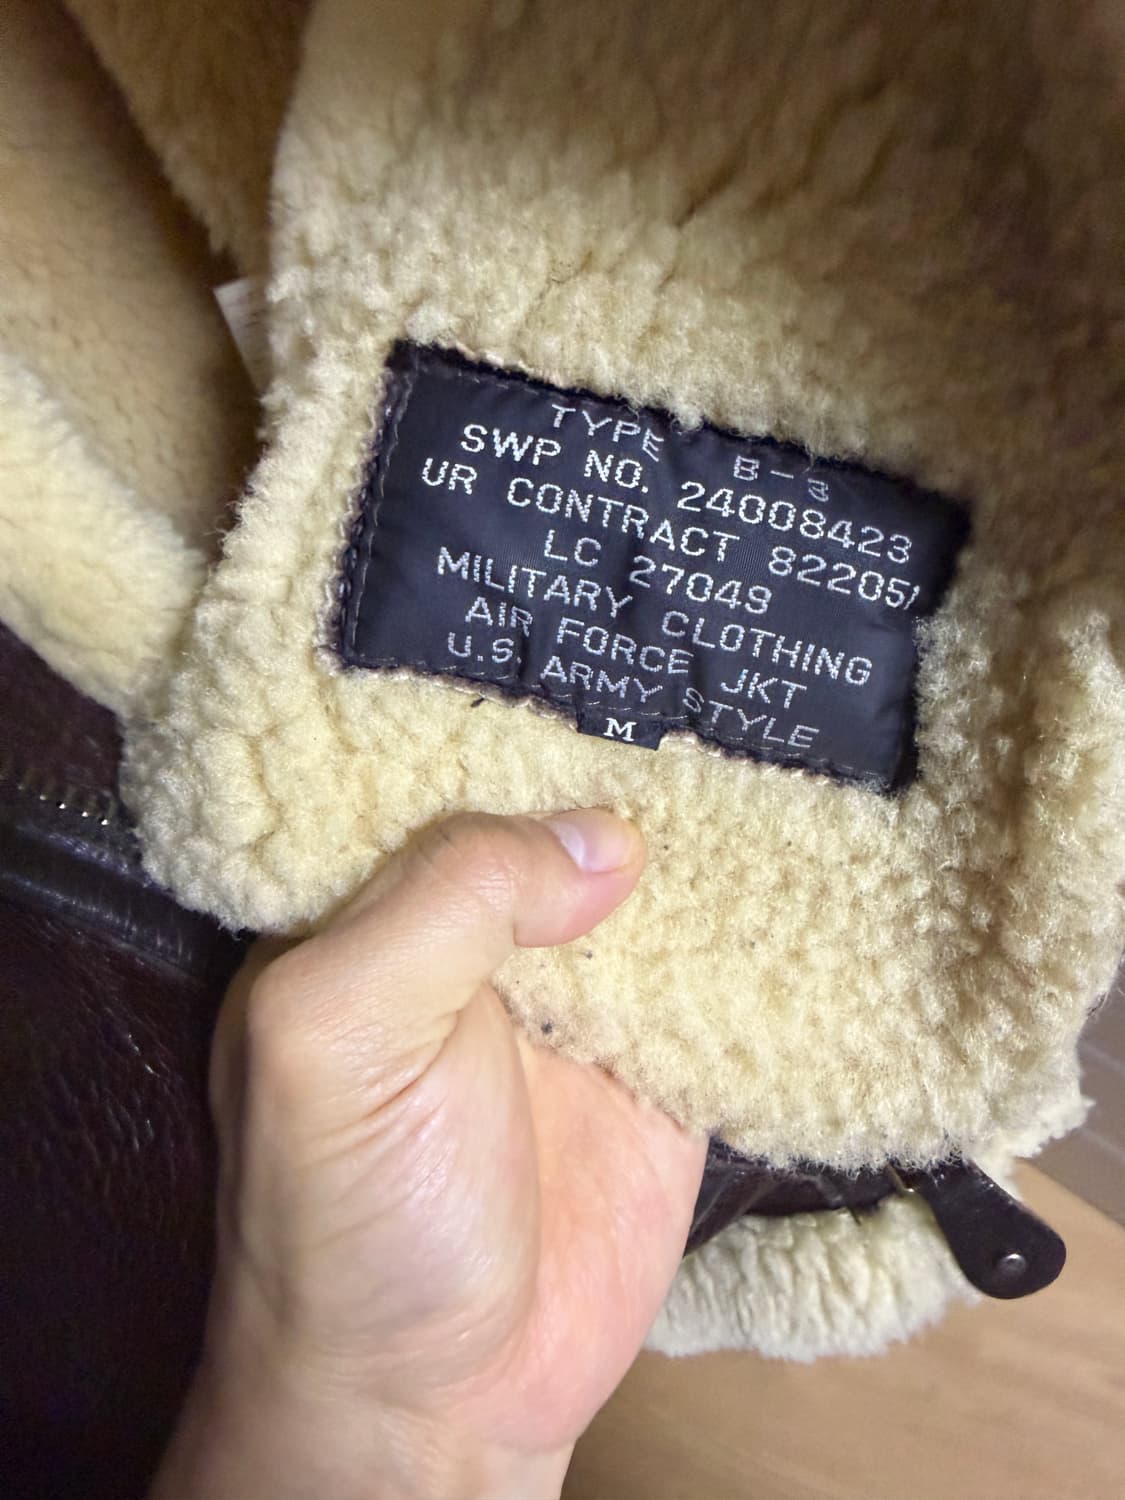 TYPE B-3
SWP NO. 24008423
UR CONTRACT 822051
LC 27049
MILITARY CLOTHING
AIR FORCE JKT
U.S. ARMY STYLE
M